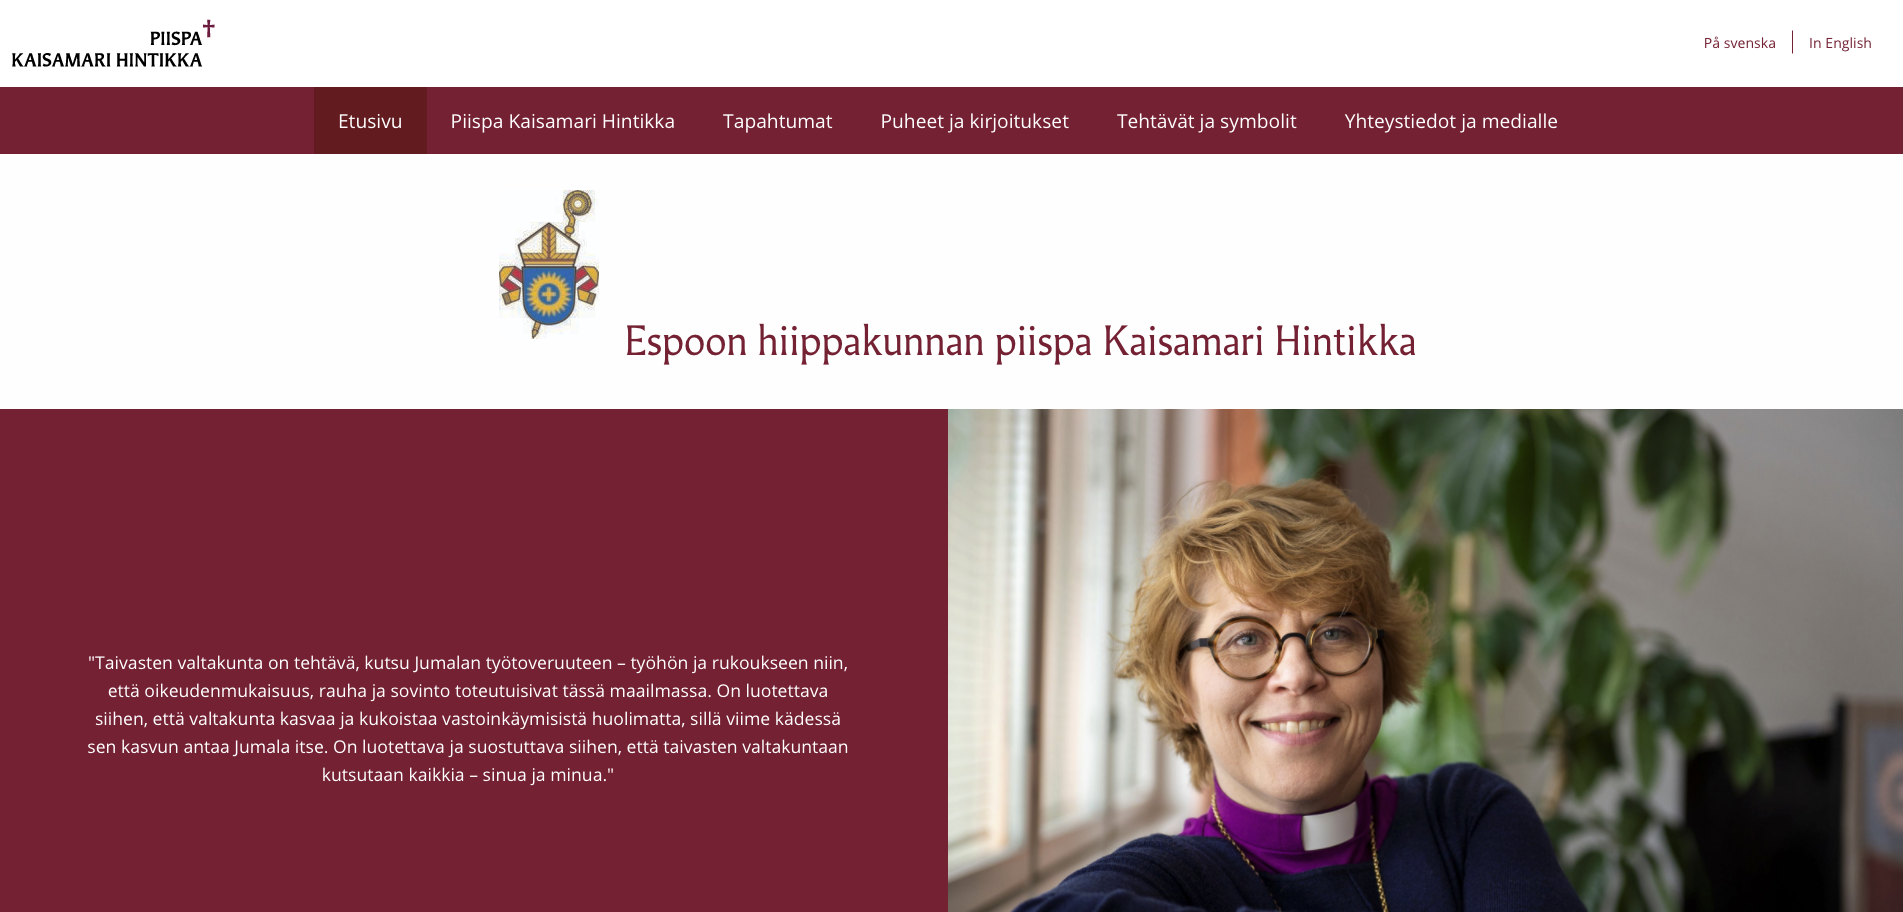 PIISPA
KAISAMARI HINTIKKA
På svenska
In English
Etusivu
Piispa Kaisamari Hintikka
Tapahtumat
Puheet ja kirjoitukset
Tehtävät ja symbolit
Yhteystiedot ja medialle
Espoon hiippakunnan piispa Kaisamari Hintikka
"Taivasten valtakunta on tehtävä, kutsu Jumalan työtoveruuteen – työhön ja rukoukseen niin,
että oikeudenmukaisuus, rauha ja sovinto toteutuisivat tässä maailmassa. On luotettava
siihen, että valtakunta kasvaa ja kukoistaa vastoinkäymisistä huolimatta, sillä viime kädessä
sen kasvun antaa Jumala itse. On luotettava ja suostuttava siihen, että taivasten valtakuntaan
kutsutaan kaikkia – sinua ja minua."